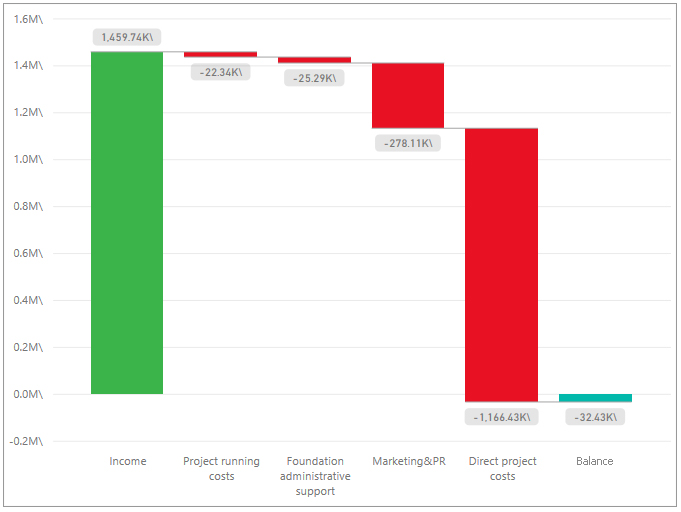 1.6M\
1.4M\
1.2M\
1.0M\
0.8M\
0.6M\
0.4M\
0.2M\
0.0M\
-0.2M\
1,459.74K\
-22.34K\
-25.29K\
-278.11K\
-1,166.43K\
-32.43K\
Income
Project running
costs
Foundation
administrative
support
Marketing&PR
Direct project
costs
Balance